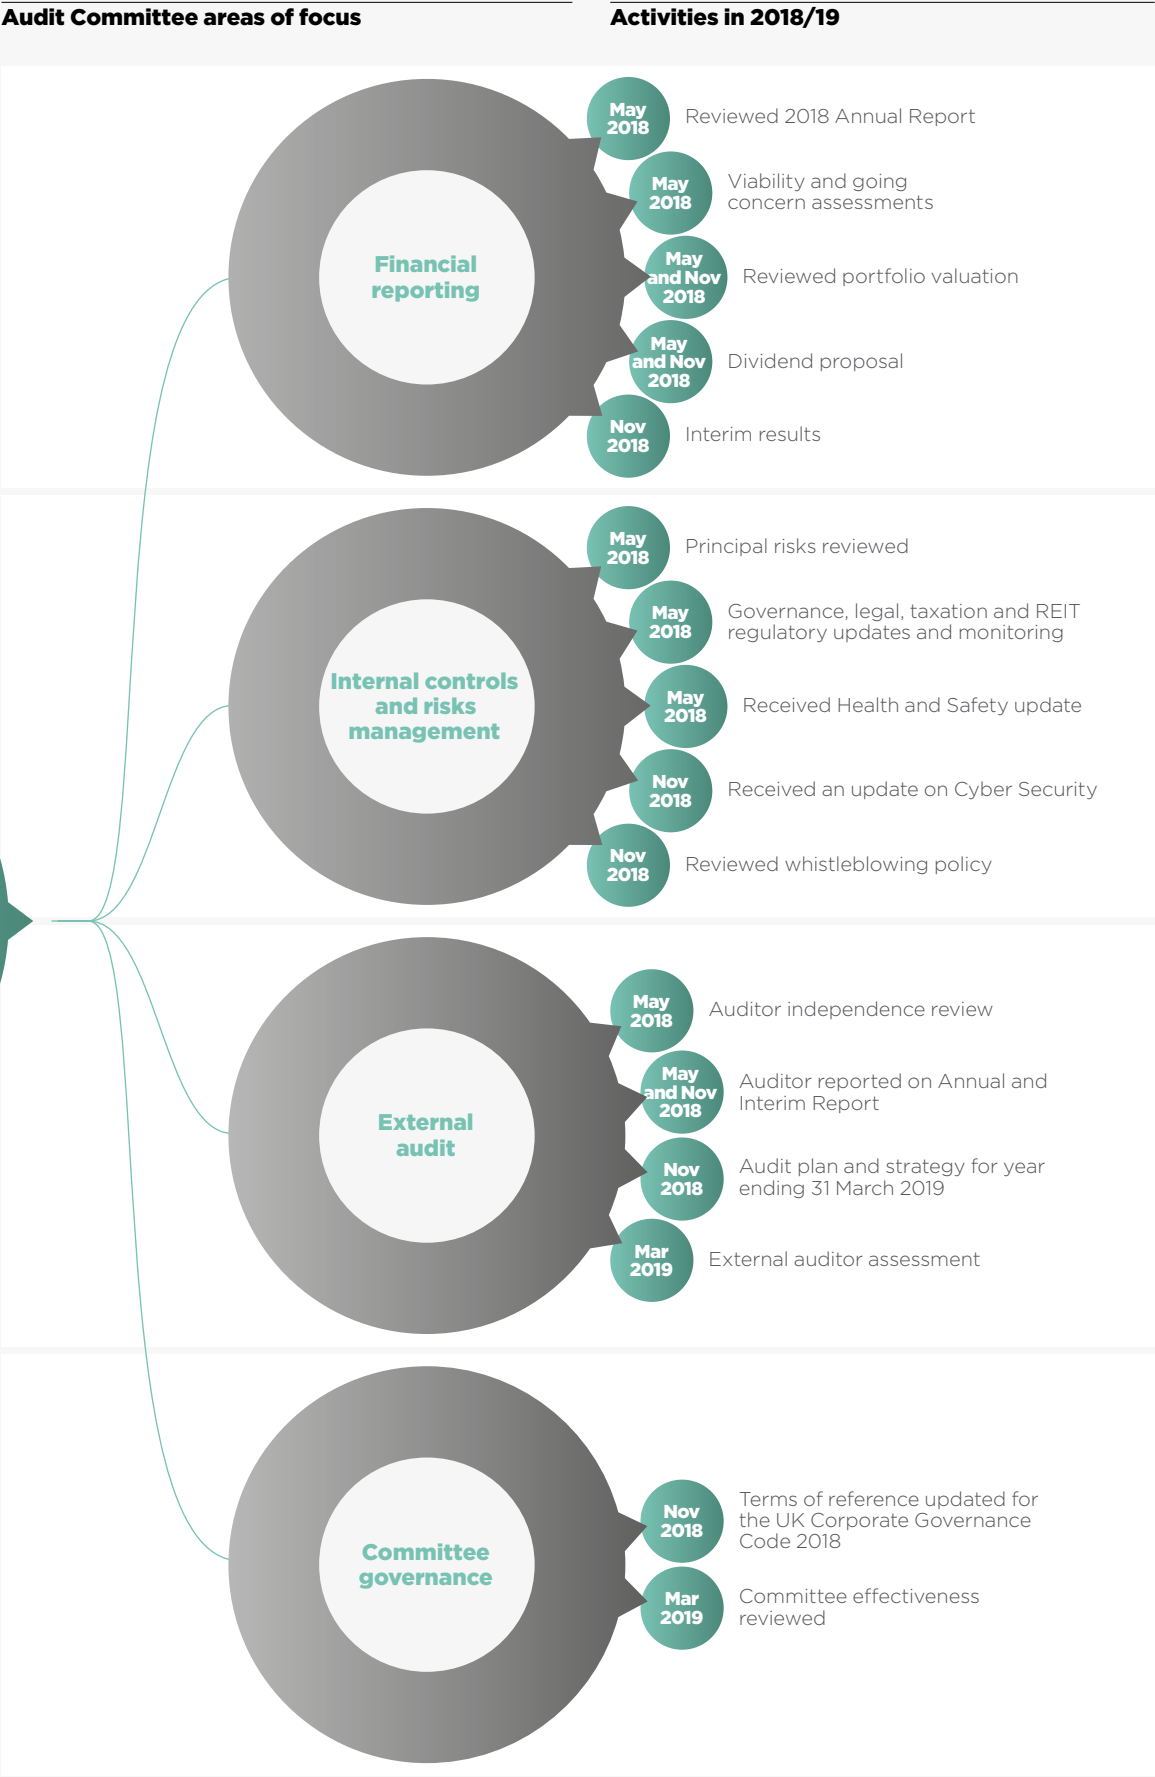 Audit Committee areas of focus
Activities in 2018/19
Financial
reporting
May
2018
Reviewed 2018 Annual Report
May
2018
Viability and going
concern assessments
May
and Nov
2018
Reviewed portfolio valuation
May
and Nov
2018
Dividend proposal
Nov
2018
Interim results
Internal controls
and risks
management
May
2018
Principal risks reviewed
May
2018
Governance, legal, taxation and REIT
regulatory updates and monitoring
May
2018
Received Health and Safety update
Nov
2018
Received an update on Cyber Security
Nov
2018
Reviewed whistleblowing policy
External
audit
May
2018
Auditor independence review
May
and Nov
2018
Auditor reported on Annual and
Interim Report
Nov
2018
Audit plan and strategy for year
ending 31 March 2019
Mar
2019
External auditor assessment
Committee
governance
Nov
2018
Terms of reference updated for
the UK Corporate Governance
Code 2018
Mar
2019
Committee effectiveness
reviewed